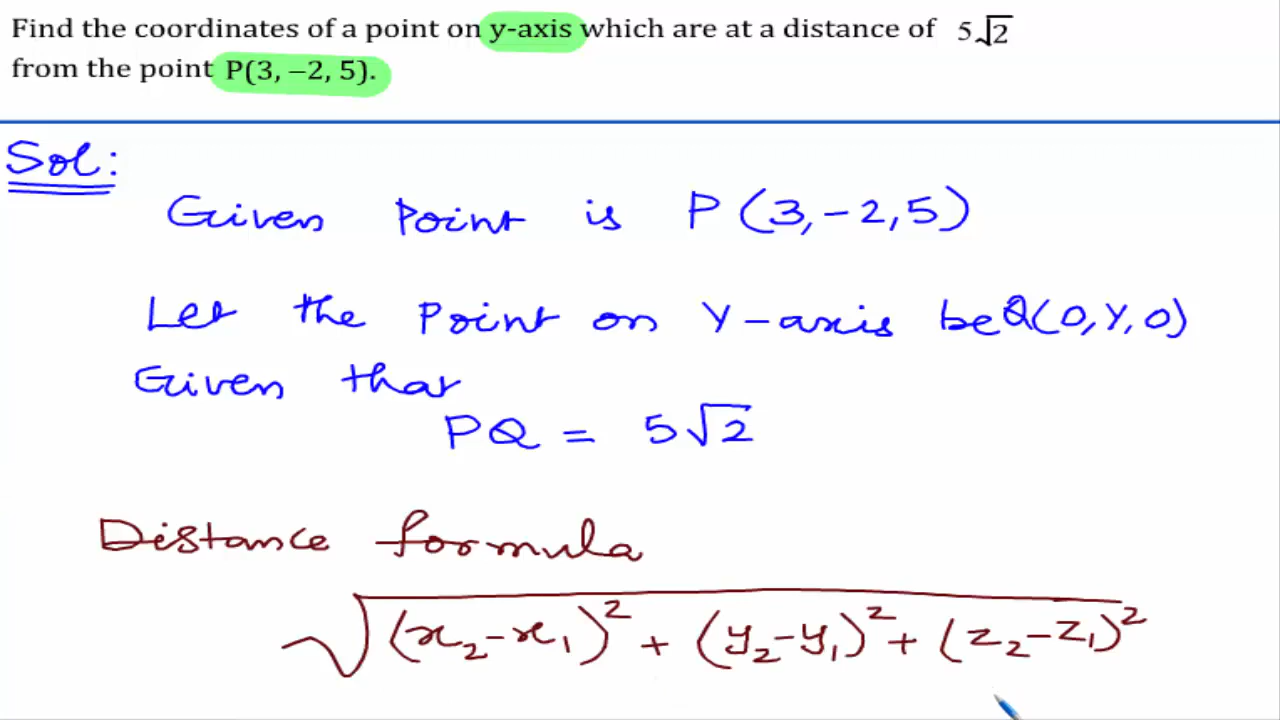 Find the coordinates of a point on y-axis which are at a distance of 5√2
from the point P(3, −2, 5).
Sol:
Given Point is P (3, -2, 5)
Let the Point on Y-axis be Q(0, Y, 0)
Given that
PQ = 5√2
Distance formula
√(x₂-x₁)² + (y₂-y₁)² + (z₂-z₁)²